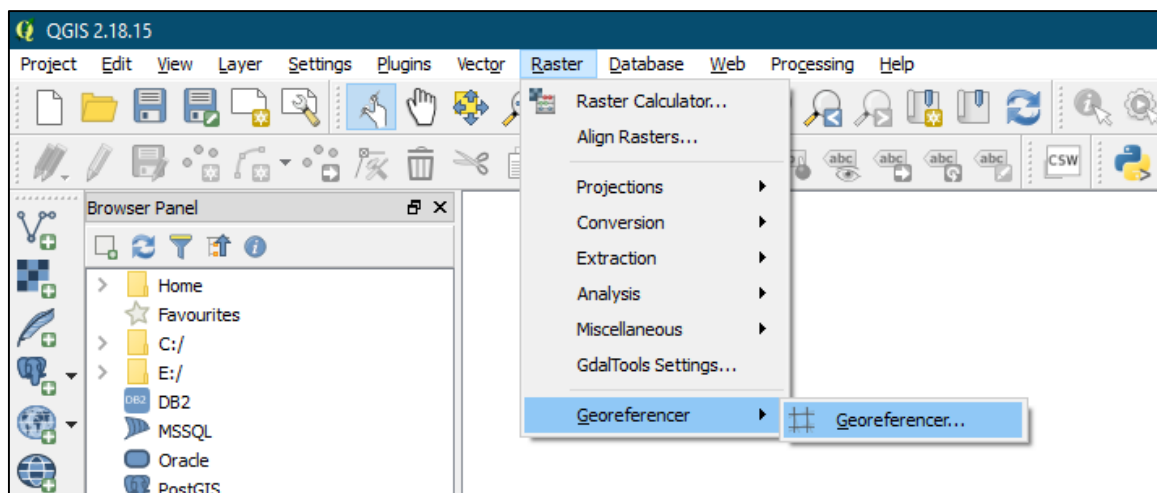 QGIS 2.18.15
Project Edit View Layer Settings Plugins Vector Raster Database Web Processing Help
Raster Calculator...
Align Rasters...
abc abc abc abc CSW
Projections
Browser Panel
Conversion
Extraction
Home
Analysis
Favourites
Miscellaneous
C:/
GdalTools Settings...
E:/
DB2 DB2
Georeferencer Georeferencer...
MSSQL
Oracle
PostGIS